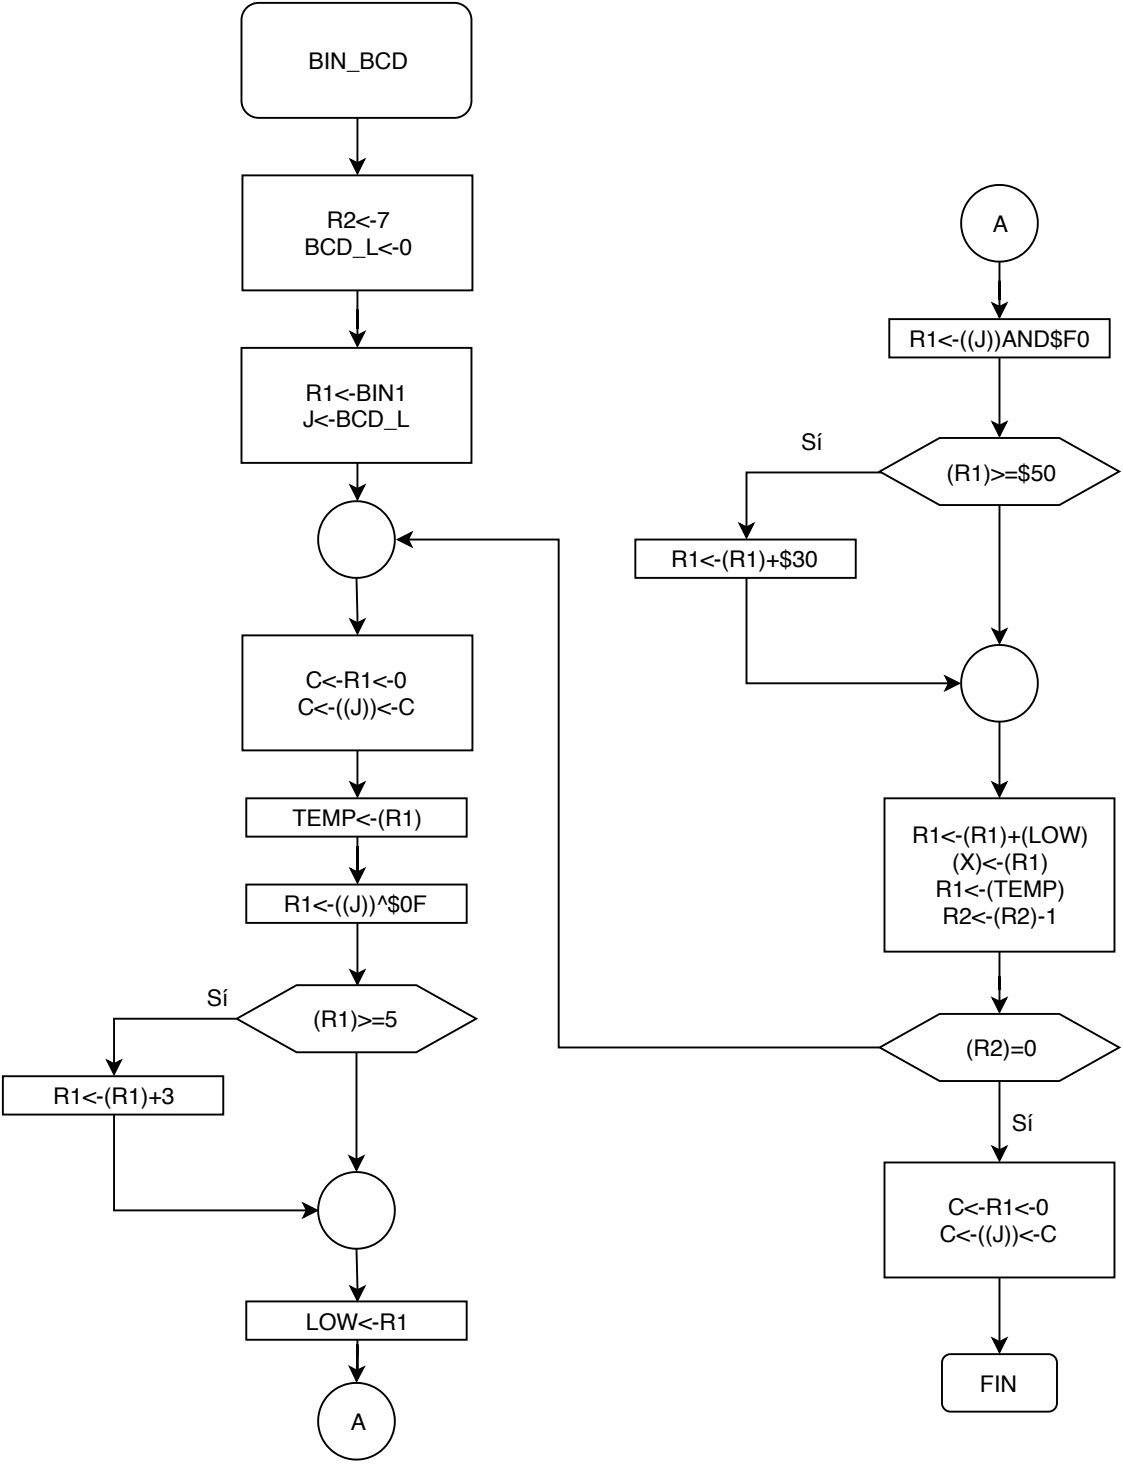 BIN_BCD
R2<-7
BCD_L<-0
R1<-BIN1
J<-BCD_L
C<-R1<-0
C<-((J))<-C
TEMP<-(R1)
R1<-((J))^$0F
Sí
(R1)>=5
R1<-(R1)+3
LOW<-R1
A
A
R1<-((J))AND$F0
Sí
(R1)>=$50
R1<-(R1)+$30
R1<-(R1)+(LOW)
(X)<-(R1)
R1<-(TEMP)
R2<-(R2)-1
(R2)=0
Sí
C<-R1<-0
C<-((J))<-C
FIN